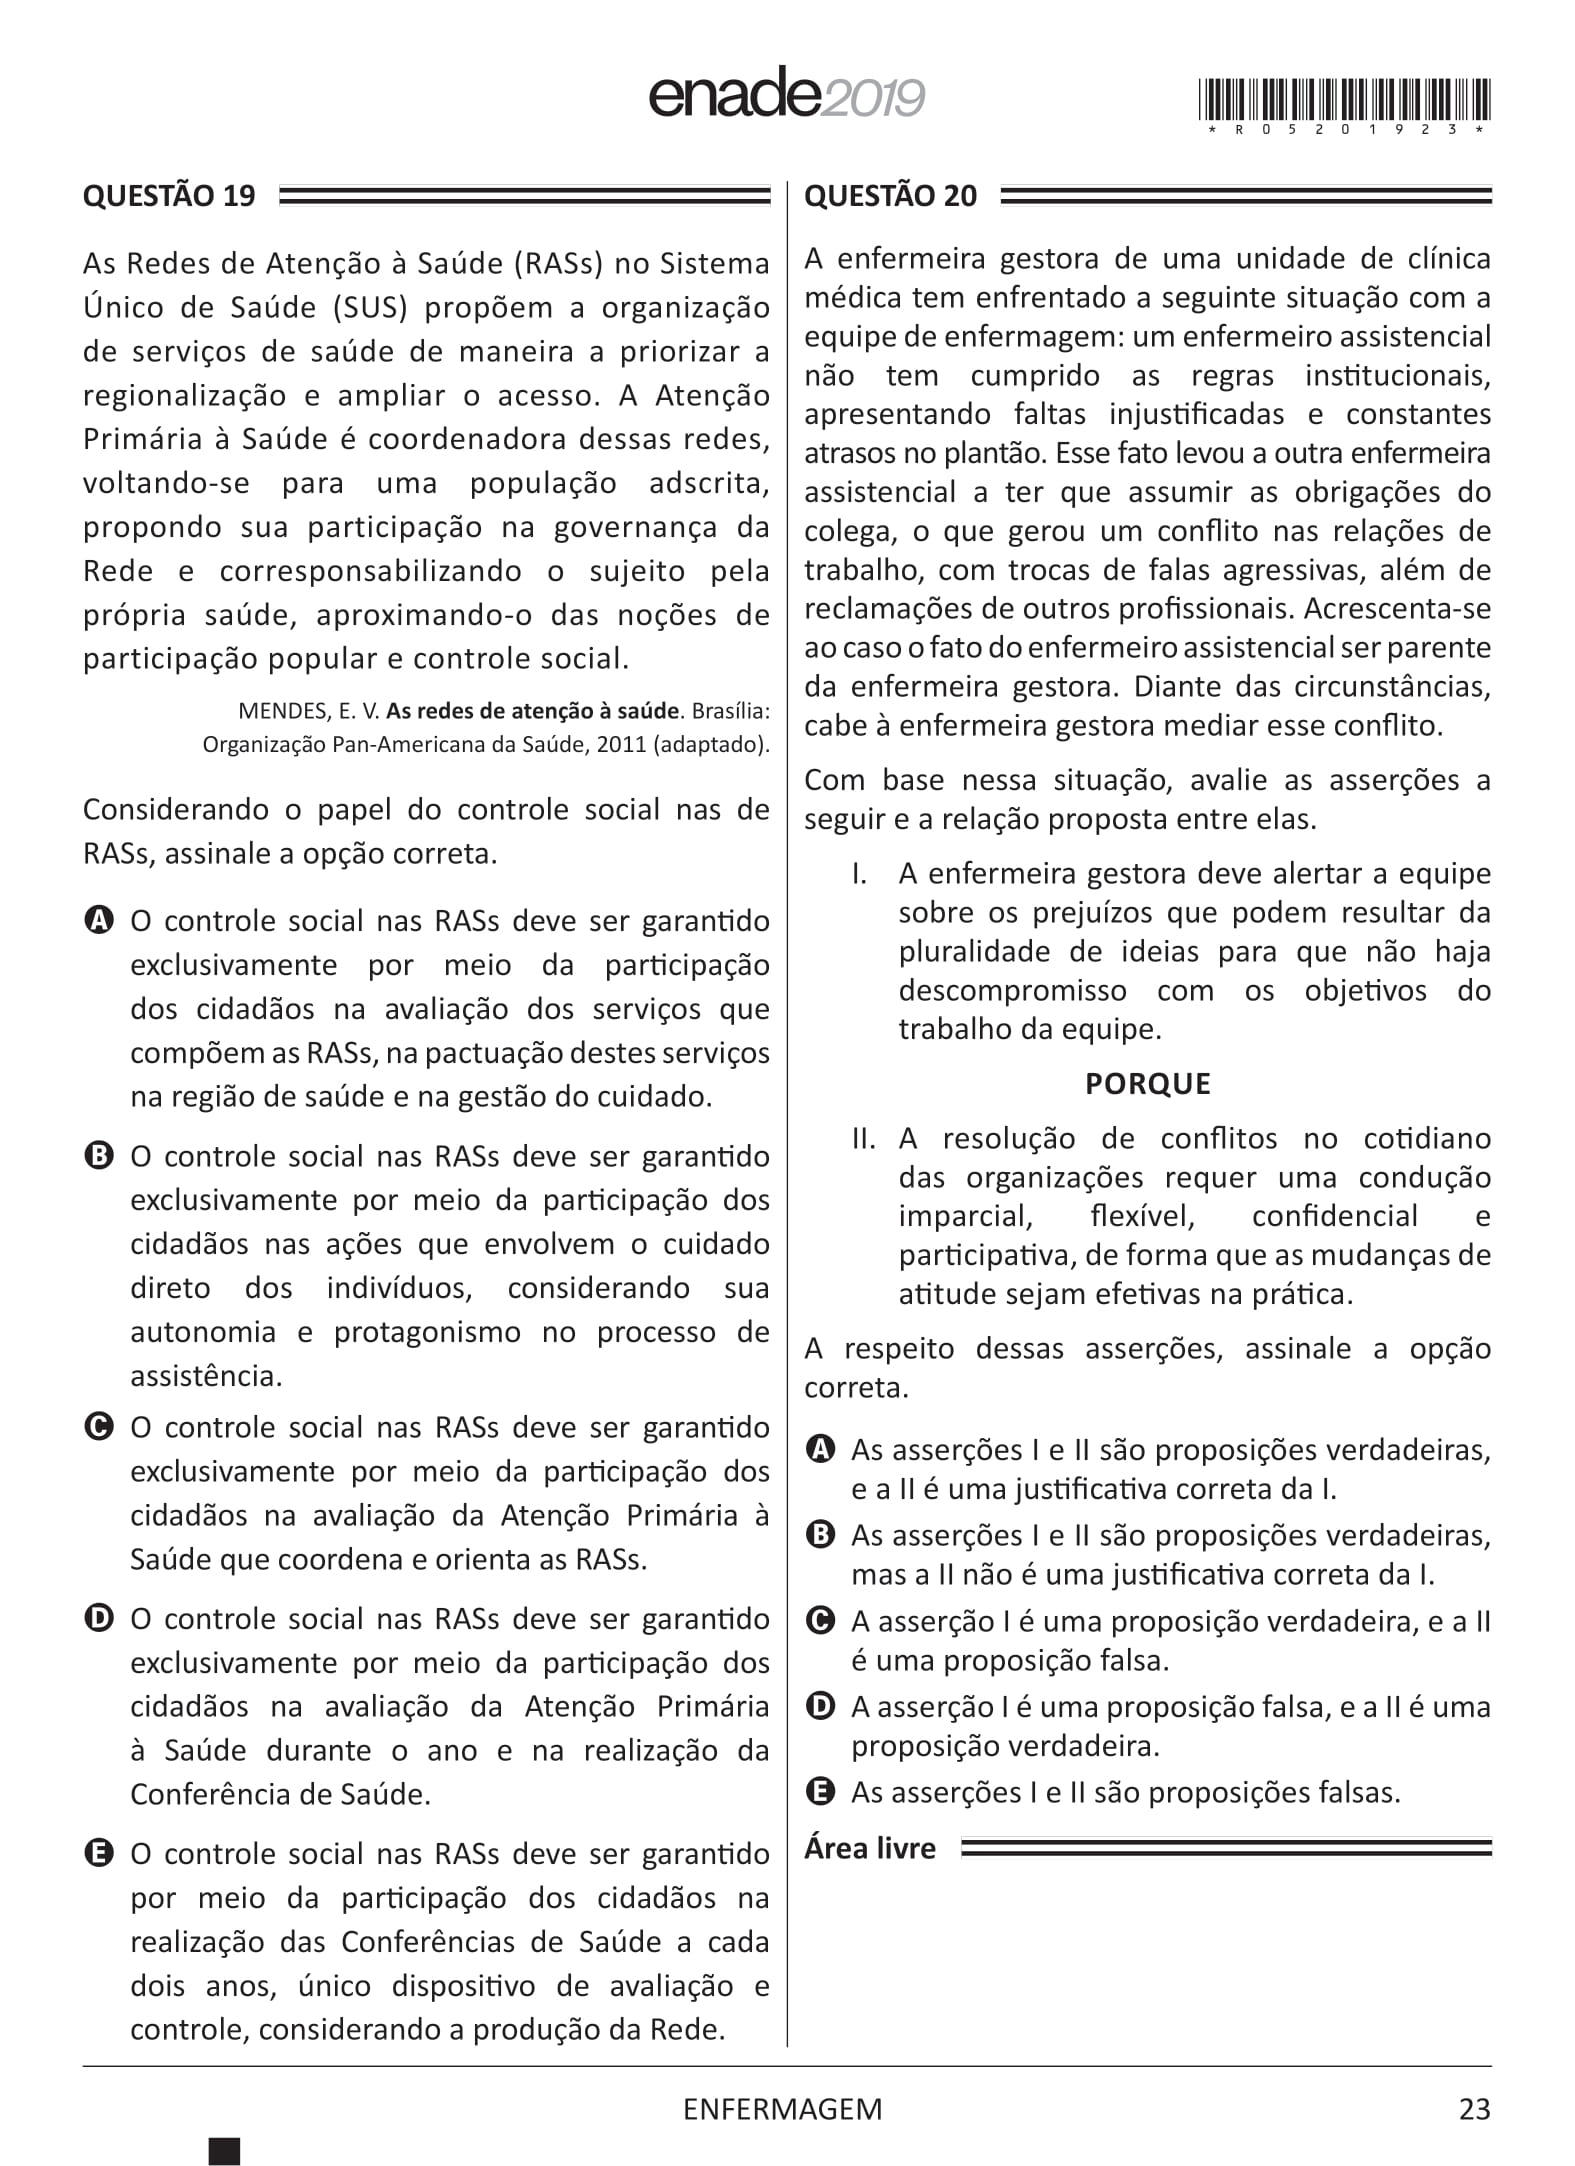 enade2019
*R05201923*
QUESTÃO 19
As Redes de Atenção à Saúde (RASs) no Sistema
Único de Saúde (SUS) propõem a organização
de serviços de saúde de maneira a priorizar a
regionalização e ampliar o acesso. A Atenção
Primária à Saúde é coordenadora dessas redes,
voltando-se para uma população adscrita,
propondo sua participação na governança da
Rede e corresponsabilizando o sujeito pela
própria saúde, aproximando-o das noções de
participação popular e controle social.
MENDES, E. V. As redes de atenção à saúde. Brasília:
Organização Pan-Americana da Saúde, 2011 (adaptado).
Considerando o papel do controle social nas de
RASs, assinale a opção correta.
A O controle social nas RASs deve ser garantido
exclusivamente por meio da participação
dos cidadãos na avaliação dos serviços que
compõem as RASs, na pactuação destes serviços
na região de saúde e na gestão do cuidado.
B O controle social nas RASs deve ser garantido
exclusivamente por meio da participação dos
cidadãos nas ações que envolvem o cuidado
direto dos indivíduos, considerando sua
autonomia e protagonismo no processo de
assistência.
C O controle social nas RASs deve ser garantido
exclusivamente por meio da participação dos
cidadãos na avaliação da Atenção Primária à
Saúde que coordena e orienta as RASs.
D O controle social nas RASs deve ser garantido
exclusivamente por meio da participação dos
cidadãos na avaliação da Atenção Primária
à Saúde durante o ano e na realização da
Conferência de Saúde.
E O controle social nas RASs deve ser garantido
por meio da participação dos cidadãos na
realização das Conferências de Saúde a cada
dois anos, único dispositivo de avaliação e
controle, considerando a produção da Rede.
QUESTÃO 20
A enfermeira gestora de uma unidade de clínica
médica tem enfrentado a seguinte situação com a
equipe de enfermagem: um enfermeiro assistencial
não tem cumprido as regras institucionais,
apresentando faltas injustificadas e constantes
atrasos no plantão. Esse fato levou a outra enfermeira
assistencial a ter que assumir as obrigações do
colega, o que gerou um conflito nas relações de
trabalho, com trocas de falas agressivas, além de
reclamações de outros profissionais. Acrescenta-se
ao caso o fato do enfermeiro assistencial ser parente
da enfermeira gestora. Diante das circunstâncias,
cabe à enfermeira gestora mediar esse conflito.
Com base nessa situação, avalie as asserções a
seguir e a relação proposta entre elas.
I. A enfermeira gestora deve alertar a equipe
sobre os prejuízos que podem resultar da
pluralidade de ideias para que não haja
descompromisso com os objetivos do
trabalho da equipe.
PORQUE
II. A resolução de conflitos no cotidiano
das organizações requer uma condução
imparcial, flexível, confidencial e
participativa, de forma que as mudanças de
atitude sejam efetivas na prática.
A respeito dessas asserções, assinale a opção
correta.
A As asserções I e II são proposições verdadeiras,
e a II é uma justificativa correta da I.
B As asserções I e II são proposições verdadeiras,
mas a II não é uma justificativa correta da I.
C A asserção I é uma proposição verdadeira, e a II
é uma proposição falsa.
D A asserção I é uma proposição falsa, e a II é uma
proposição verdadeira.
E As asserções I e II são proposições falsas.
Área livre
ENFERMAGEM
23